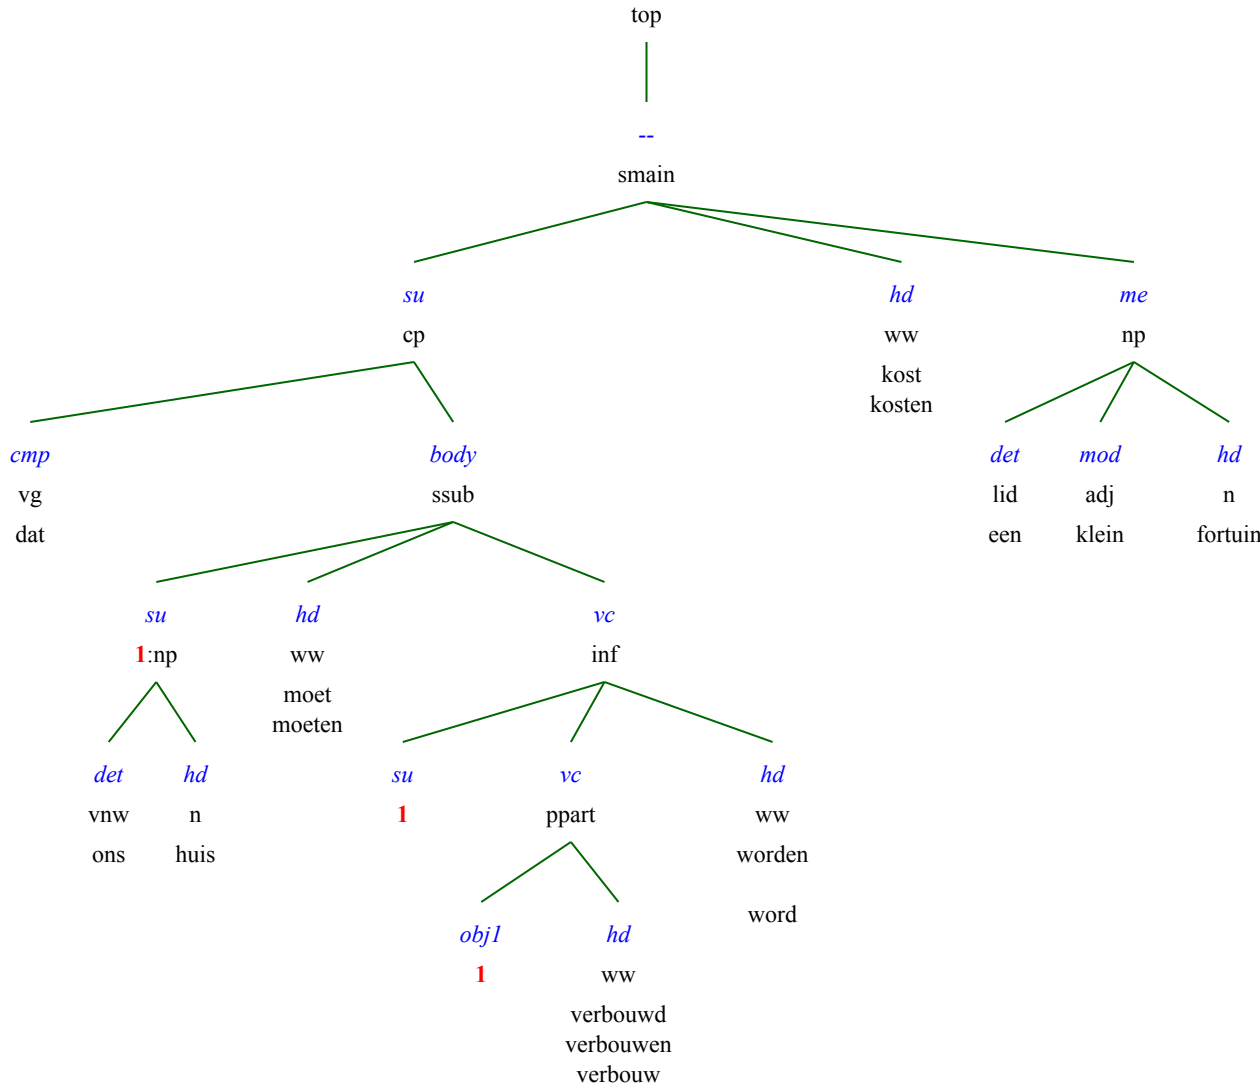 top
--
smain
su hd me
cp ww np
kost
kosten
cmp body det mod hd
vg ssub lid adj n
dat een klein fortuin
su hd vc
1:np ww inf
moet
moeten
det hd su vc hd
vnw n 1 ppart ww
ons huis worden
word
obj1 hd
1 ww
verbouwd
verbouwen
verbouw